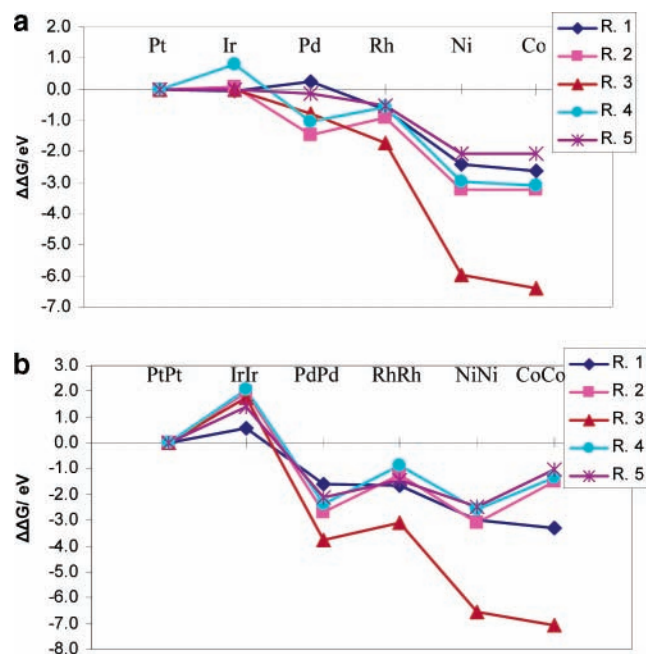 a
2.0
Pt Ir Pd Rh Ni Co
1.0
0.0
-1.0
-2.0
-3.0
-4.0
-5.0
-6.0
-7.0
ΔΔG/ eV
R. 1
R. 2
R. 3
R. 4
R. 5
b
3.0
PtPt IrIr PdPd RhRh NiNi CoCo
2.0
1.0
0.0
-1.0
-2.0
-3.0
-4.0
-5.0
-6.0
-7.0
-8.0
ΔΔG/ eV
R. 1
R. 2
R. 3
R. 4
R. 5